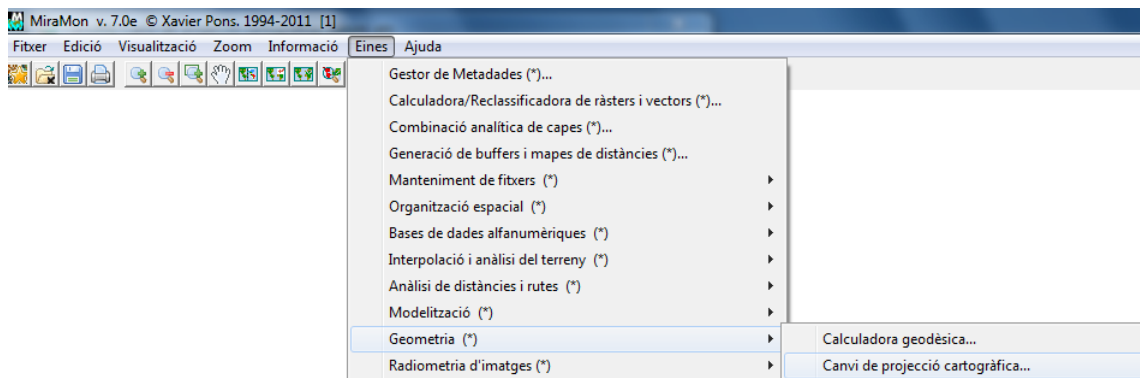 MiraMon v. 7.0e © Xavier Pons. 1994-2011 [1]
Fitxer Edició Visualització Zoom Informació Eines Ajuda
Gestor de Metadades (*)...
Calculadora/Reclassificadora de ràsters i vectors (*)...
Combinació analítica de capes (*)...
Generació de buffers i mapes de distàncies (*)...
Manteniment de fitxers (*)
Organització espacial (*)
Bases de dades alfanumèriques (*)
Interpolació i anàlisi del terreny (*)
Anàlisi de distàncies i rutes (*)
Modelització (*)
Geometria (*)
Calculadora geodèsica...
Radiometria d'imatges (*)
Canvi de projecció cartogràfica...